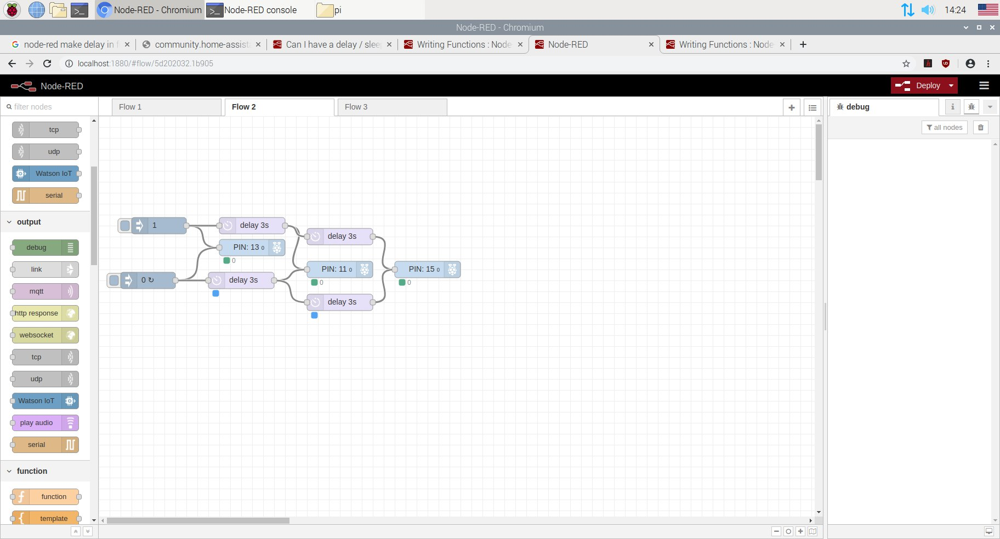 Node-RED - Chromium
Node-RED console
pi
14:24
Node-RED - Chromium
node-red make delay in f
community.home-assist
Can I have a delay / slee
Writing Functions : Node
Node-RED
Writing Functions : Node
localhost:1880/#flow/5d202032.1b905
Node-RED
Deploy
filter nodes
Flow 1
Flow 2
Flow 3
debug
i
all nodes
tcp
udp
Watson IoT
serial
output
debug
link
mqtt
http response
websocket
tcp
udp
Watson IoT
play audio
serial
function
function
template
1
delay 3s
delay 3s
PIN: 13 0
0
PIN: 11 0
0
PIN: 15 0
0
0 ↻
delay 3s
delay 3s